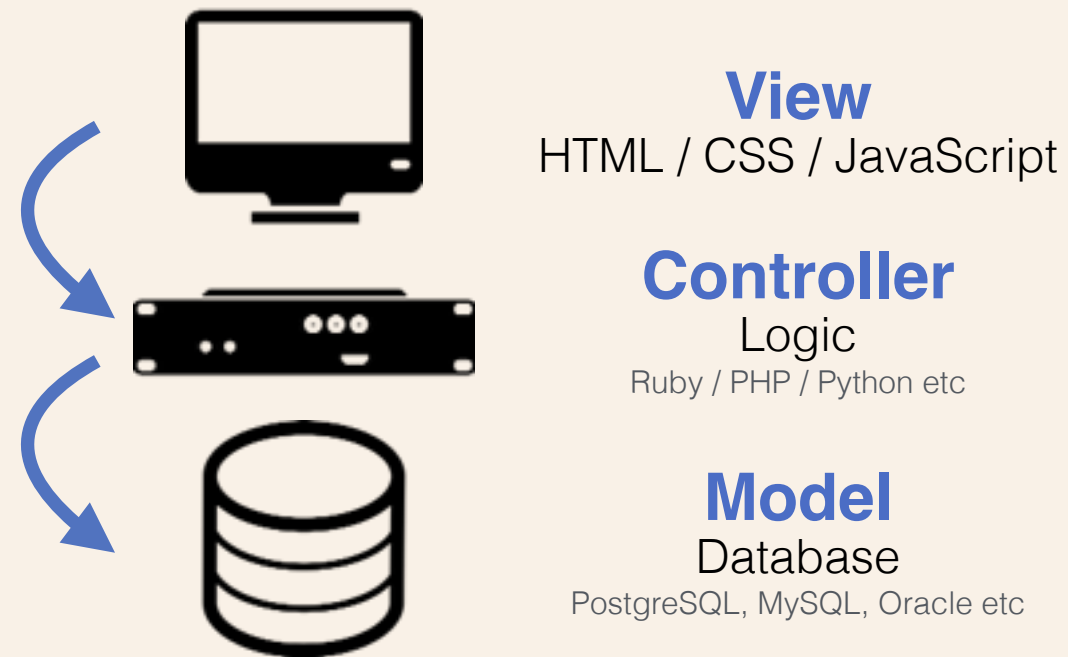 View
HTML / CSS / JavaScript
Controller
Logic
Ruby / PHP / Python etc
Model
Database
PostgreSQL, MySQL, Oracle etc